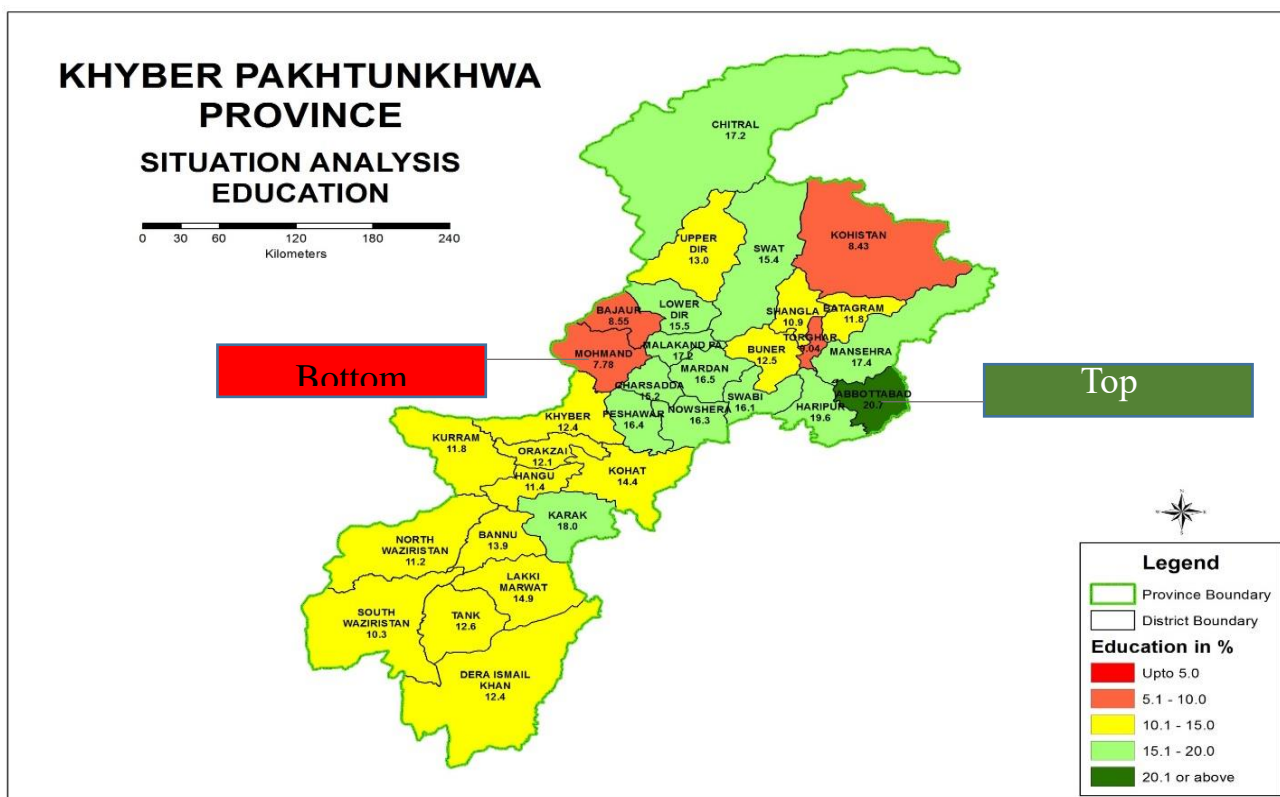 KHYBER PAKHTUNKHWA
PROVINCE
SITUATION ANALYSIS
EDUCATION
0 30 60 120 180 240
Kilometers
CHITRAL
17.2
UPPER
DIR
13.0
SWAT
15.4
KOHISTAN
8.43
BAJAUR
8.55
LOWER
DIR
15.5
SHANGLA
10.9
BATAGRAM
11.8
TORGHAR
9.04
MOHMAND
7.78
MALAKAND PA
17.2
BUNER
12.5
MANSEHRA
17.4
Bottom
Top
MARDAN
16.5
CHARSADDA
15.2
SWABI
16.1
ABBOTTABAD
HARIPUR
19.6
KHYBER
12.4
PESHAWAR
16.4
NOWSHERA
16.3
KURRAM
11.8
ORAKZAI
12.1
HANGU
11.4
KOHAT
14.4
KARAK
18.0
NORTH
WAZIRISTAN
11.2
BANNU
13.9
LAKKI
MARWAT
14.9
SOUTH
WAZIRISTAN
10.3
TANK
12.6
DERA ISMAIL
KHAN
12.4
Legend
Province Boundary
District Boundary
Education in %
Upto 5.0
5.1 - 10.0
10.1 - 15.0
15.1 - 20.0
20.1 or above